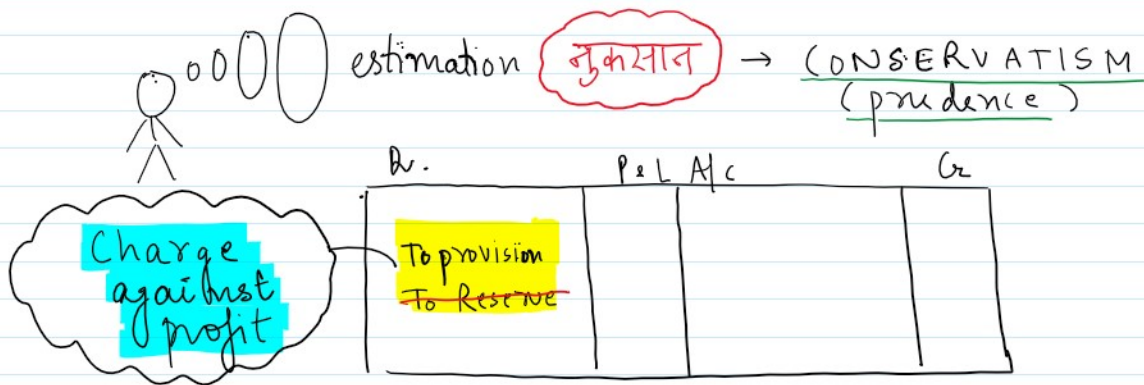 estimation नुकसान → CONSERVATISM
(prudence)
Dr. P & L A/c Cr
Charge
against
profit
To provision
To Reserve